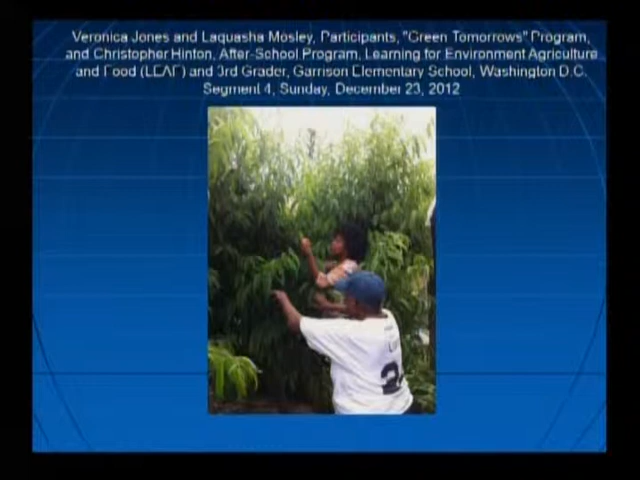 Veronica Jones and Laquasha Mosley, Participants, "Green Tomorrows" Program,
and Christopher Hinton, After-School Program, Learning for Environment Agriculture
and Food (LEAF) and 3rd Grader, Garrison Elementary School, Washington D.C.
Segment 4, Sunday, December 23, 2012
2